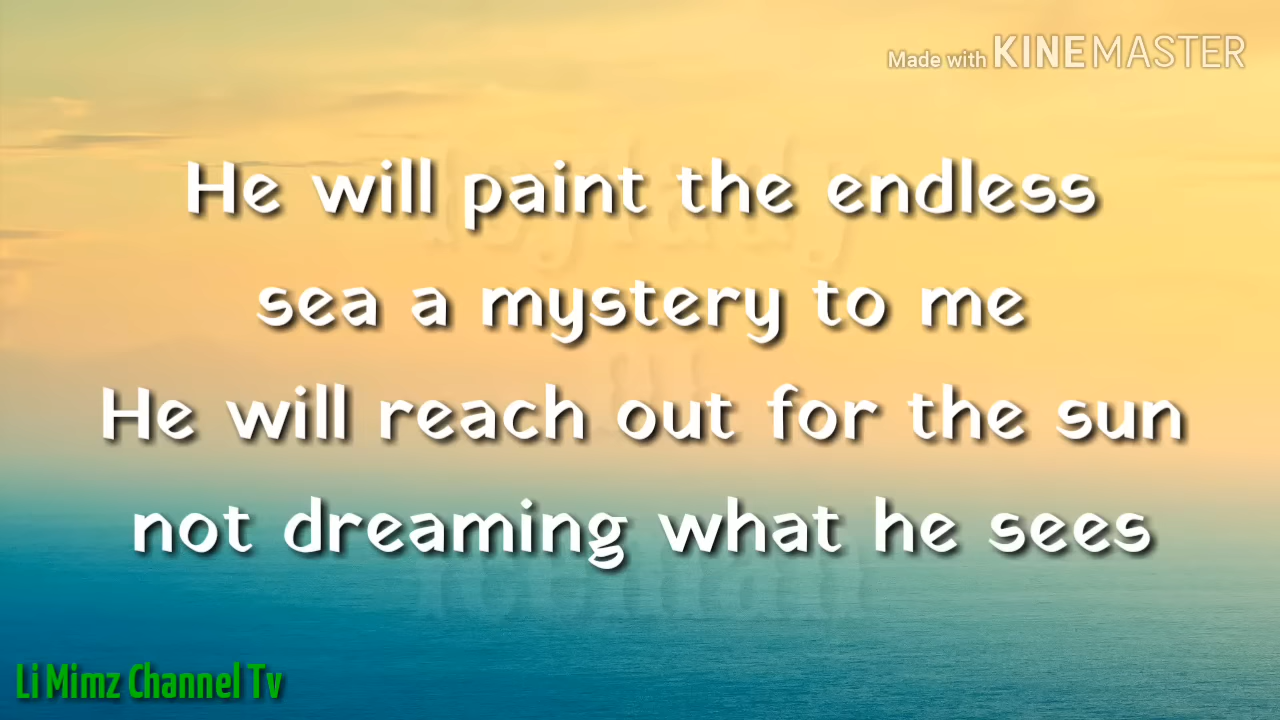 Made with KINEMASTER
He will paint the endless
sea a mystery to me
He will reach out for the sun
not dreaming what he sees
Li Mimz Channel Tv